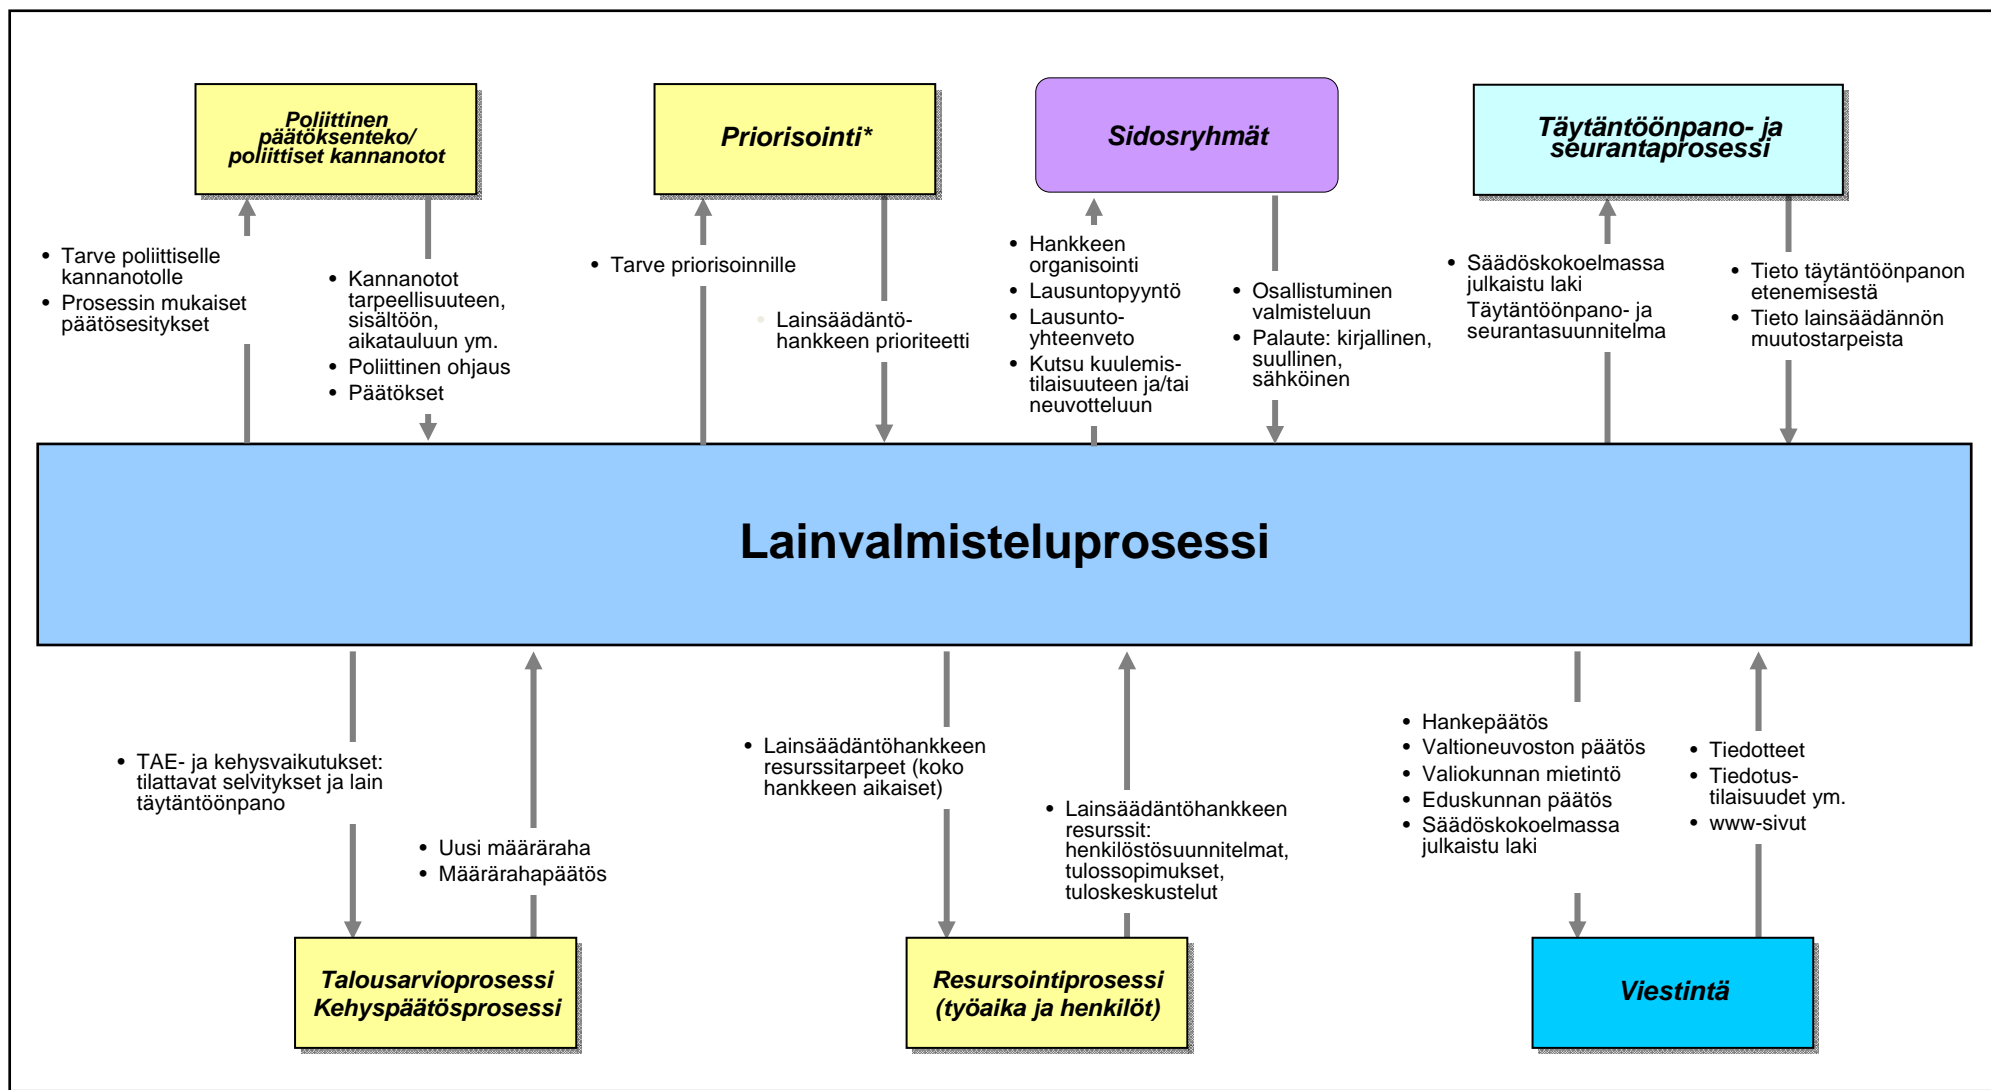 Poliittinen
päätöksenteko/
poliittiset kannanotot
Priorisointi*
Sidosryhmät
Täytäntöönpano- ja
seurantaprosessi
• Tarve poliittiselle
kannanotolle
• Prosessin mukaiset
päätösesitykset
• Kannanotot
tarpeellisuuteen,
sisältöön,
aikatauluun ym.
• Poliittinen ohjaus
• Päätökset
• Tarve priorisoinnille
• Lainsäädäntö-
hankkeen prioriteetti
• Hankkeen
organisointi
• Lausuntopyyntö
• Lausunto-
yhteenveto
• Kutsu kuulemis-
tilaisuuteen ja/tai
neuvotteluun
• Osallistuminen
valmisteluun
• Palaute: kirjallinen,
suullinen,
sähköinen
• Säädöskokoelmassa
julkaistu laki
Täytäntöönpano- ja
seurantasuunnitelma
• Tieto täytäntöönpanon
etenemisestä
• Tieto lainsäädännön
muutostarpeista
Lainvalmisteluprosessi
• TAE- ja kehysvaikutukset:
tilattavat selvitykset ja lain
täytäntöönpano
• Uusi määräraha
• Määrärahapäätös
• Lainsäädäntöhankkeen
resurssitarpeet (koko
hankkeen aikaiset)
• Lainsäädäntöhankkeen
resurssit:
henkilöstösuunnitelmat,
tulossopimukset,
tuloskeskustelut
• Hankepäätös
• Valtioneuvoston päätös
• Valiokunnan mietintö
• Eduskunnan päätös
• Säädöskokoelmassa
julkaistu laki
• Tiedotteet
• Tiedotus-
tilaisuudet ym.
• www-sivut
Talousarvioprosessi
Kehyspäätösprosessi
Resursointiprosessi
(työaika ja henkilöt)
Viestintä